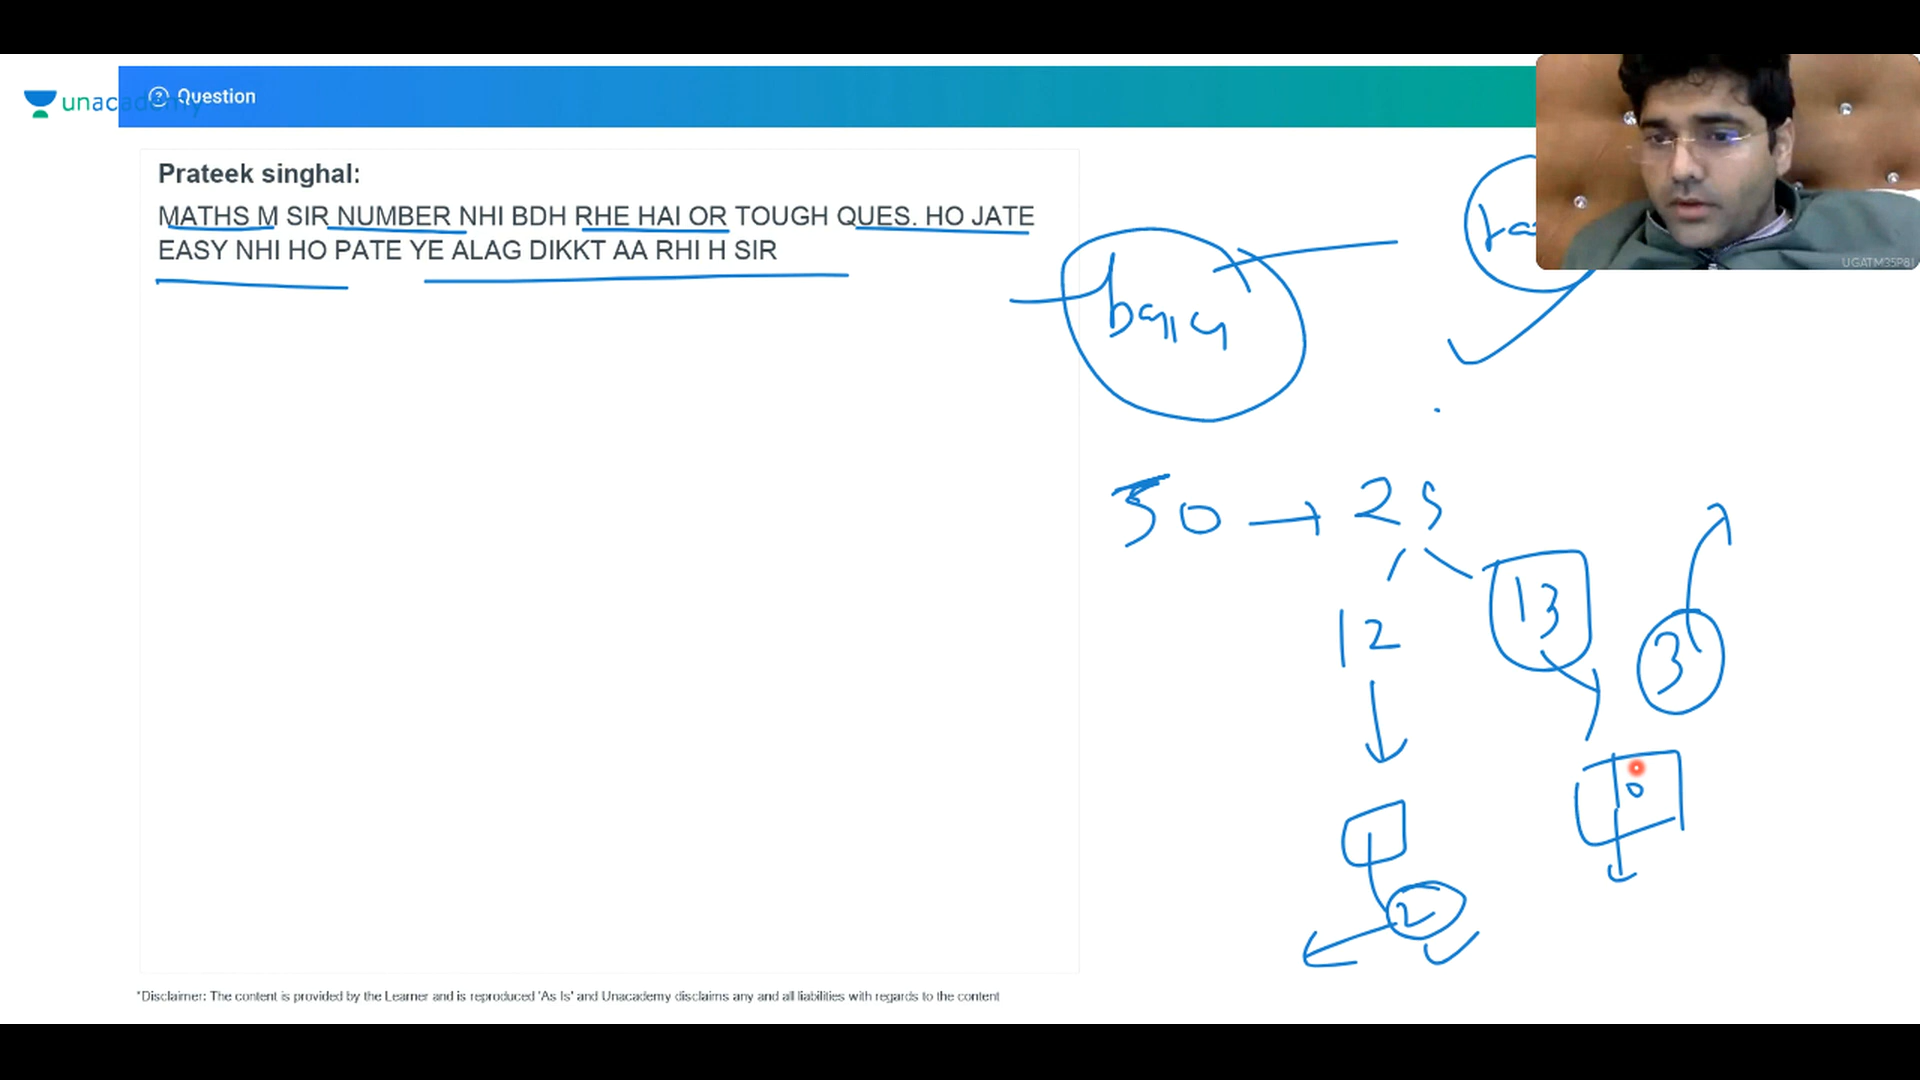 unacademy
Question
Prateek singhal:
MATHS M SIR NUMBER NHI BDH RHE HAI OR TOUGH QUES. HO JATE
EASY NHI HO PATE YE ALAG DIKKT AA RHI H SIR
UGATM35P8I
50 → 25
12
13
3
10
2
*Disclaimer: The content is provided by the Learner and is reproduced 'As Is' and Unacademy disclaims any and all liabilities with regards to the content